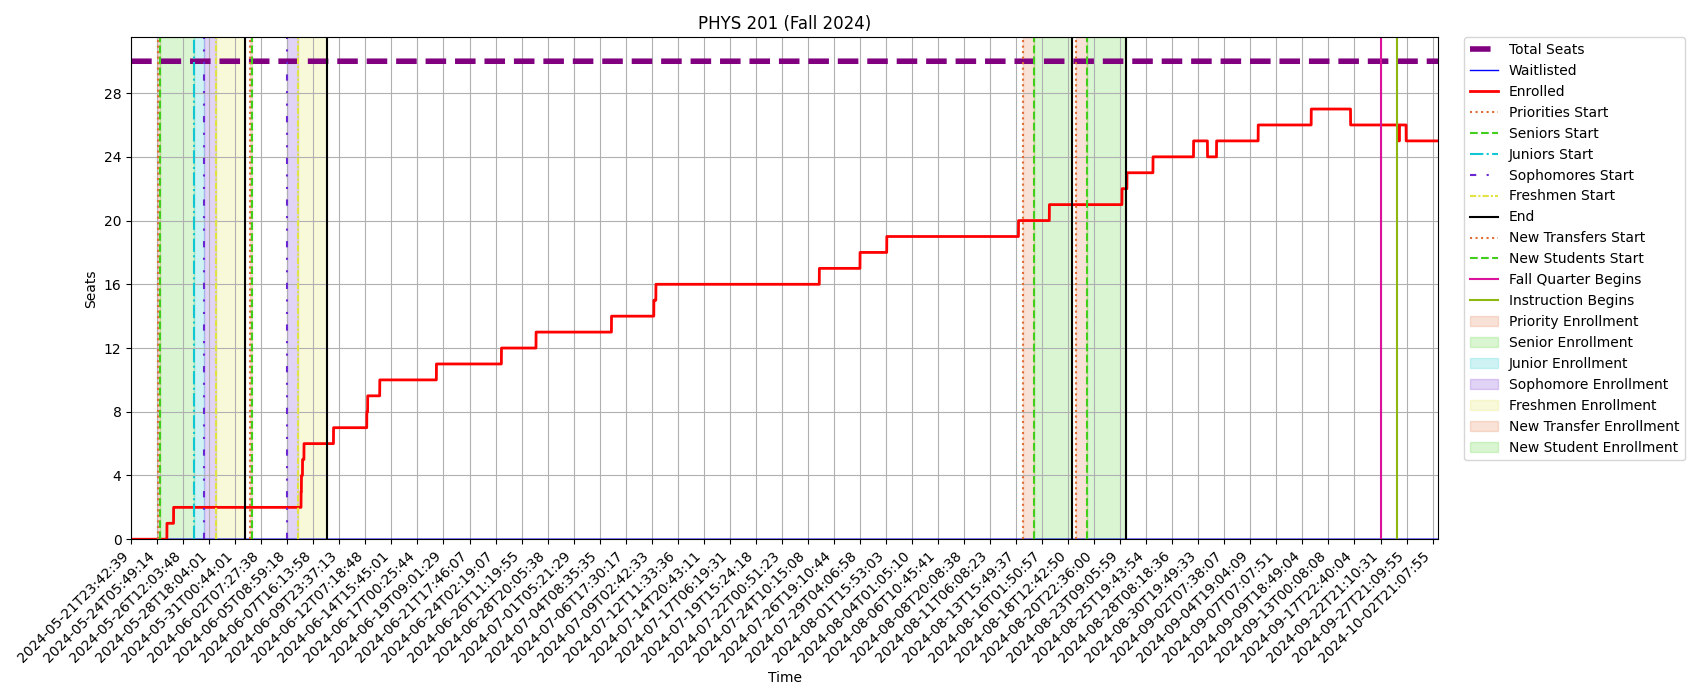 PHYS 201 (Fall 2024)
Seats
28
24
20
16
12
8
4
0
2024-05-21T23:42:39
2024-05-24T05:49:14
2024-05-26T12:03:48
2024-05-28T18:04:01
2024-05-31T00:44:01
2024-06-02T07:27:38
2024-06-05T08:59:18
2024-06-07T16:13:58
2024-06-09T23:37:13
2024-06-12T07:18:48
2024-06-14T15:45:01
2024-06-17T00:25:44
2024-06-19T09:01:29
2024-06-21T17:46:07
2024-06-24T02:19:07
2024-06-26T11:19:55
2024-06-28T20:05:38
2024-07-01T05:21:29
2024-07-04T08:35:35
2024-07-06T17:30:17
2024-07-09T02:42:33
2024-07-12T11:33:36
2024-07-14T20:43:11
2024-07-17T06:19:31
2024-07-19T15:24:18
2024-07-22T00:51:23
2024-07-24T10:15:08
2024-07-26T19:10:44
2024-07-29T04:06:58
2024-08-01T15:53:03
2024-08-04T01:05:10
2024-08-06T10:45:41
2024-08-08T20:08:38
2024-08-11T06:08:23
2024-08-13T15:49:37
2024-08-16T01:50:57
2024-08-18T12:42:50
2024-08-20T22:36:00
2024-08-23T09:05:59
2024-08-25T19:43:54
2024-08-28T08:18:36
2024-08-30T19:49:33
2024-09-02T07:38:07
2024-09-04T19:04:09
2024-09-07T07:07:51
2024-09-09T18:49:04
2024-09-13T00:08:08
2024-09-17T22:40:04
2024-09-22T21:10:31
2024-09-27T21:09:55
2024-10-02T21:07:55
Time
Total Seats
Waitlisted
Enrolled
Priorities Start
Seniors Start
Juniors Start
Sophomores Start
Freshmen Start
End
New Transfers Start
New Students Start
Fall Quarter Begins
Instruction Begins
Priority Enrollment
Senior Enrollment
Junior Enrollment
Sophomore Enrollment
Freshmen Enrollment
New Transfer Enrollment
New Student Enrollment